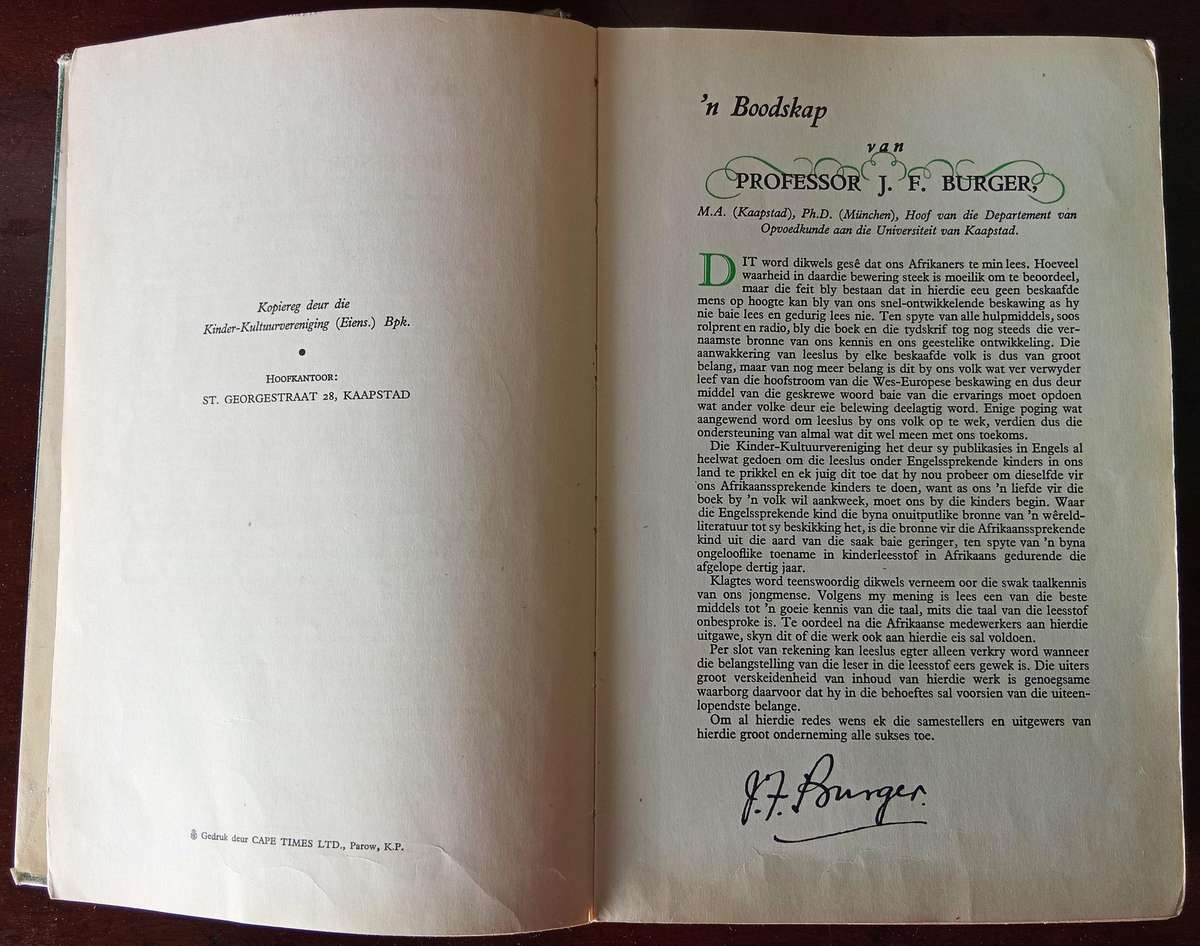 Kopiereg deur die
Kinder-Kultuurvereniging (Eiens.) Bpk.
●
HOOFKANTOOR:
ST. GEORGESTRAAT 28, KAAPSTAD
Gedruk deur CAPE TIMES LTD., Parow, K.P.
'n Boodskap
van
PROFESSOR J. F. BURGER,
M.A. (Kaapstad), Ph.D. (München), Hoof van die Departement van
Opvoedkunde aan die Universiteit van Kaapstad.
DIT word dikwels gesê dat ons Afrikaners te min lees. Hoeveel
waarheid in daardie bewering steek is moeilik om te beoordeel,
maar die feit bly bestaan dat in hierdie eeu geen beskaafde
mens op hoogte kan bly van ons snel-ontwikkelende beskawing as hy
nie baie lees en gedurig lees nie. Ten spyte van alle hulpmiddels, soos
rolprent en radio, bly die boek en die tydskrif tog nog steeds die ver-
naamste bronne van ons kennis en ons geestelike ontwikkeling. Die
aanwakkering van leeslus by elke beskaafde volk is dus van groot
belang, maar van nog meer belang is dit by ons volk wat ver verwyder
leef van die hoofstroom van die Wes-Europese beskawing en dus deur
middel van die geskrewe woord baie van die ervarings moet opdoen
wat ander volke deur eie belewing deelagtig word. Enige poging wat
aangewend word om leeslus by ons volk op te wek, verdien dus die
ondersteuning van almal wat dit wel meen met ons toekoms.
Die Kinder-Kultuurvereniging het deur sy publikasies in Engels al
heelwat gedoen om die leeslus onder Engelssprekende kinders in ons
land te prikkel en ek juig dit toe dat hy nou probeer om dieselfde vir
ons Afrikaanssprekende kinders te doen, want as ons 'n liefde vir die
boek by 'n volk wil aankweek, moet ons by die kinders begin. Waar
die Engelssprekende kind die byna onuitputlike bronne van 'n wêreld-
literatuur tot sy beskikking het, is die bronne vir die Afrikaanssprekende
kind uit die aard van die saak baie geringer, ten spyte van 'n byna
ongelooflike toename in kinderleesstof in Afrikaans gedurende die
afgelope dertig jaar.
Klagtes word teenswoordig dikwels verneem oor die swak taalkennis
van ons jongmense. Volgens my mening is lees een van die beste
middels tot 'n goeie kennis van die taal, mits die taal van die leesstof
onbesproke is. Te oordeel na die Afrikaanse medewerkers aan hierdie
uitgawe, skyn dit of die werk ook aan hierdie eis sal voldoen.
Per slot van rekening kan leeslus egter alleen verkry word wanneer
die belangstelling van die leser in die leesstof eers gewek is. Die uiters
groot verskeidenheid van inhoud van hierdie werk is genoegsame
waarborg daarvoor dat hy in die behoeftes sal voorsien van die uiteen-
lopendste belange.
Om al hierdie redes wens ek die samestellers en uitgewers van
hierdie groot onderneming alle sukses toe.
J. F. Burger.